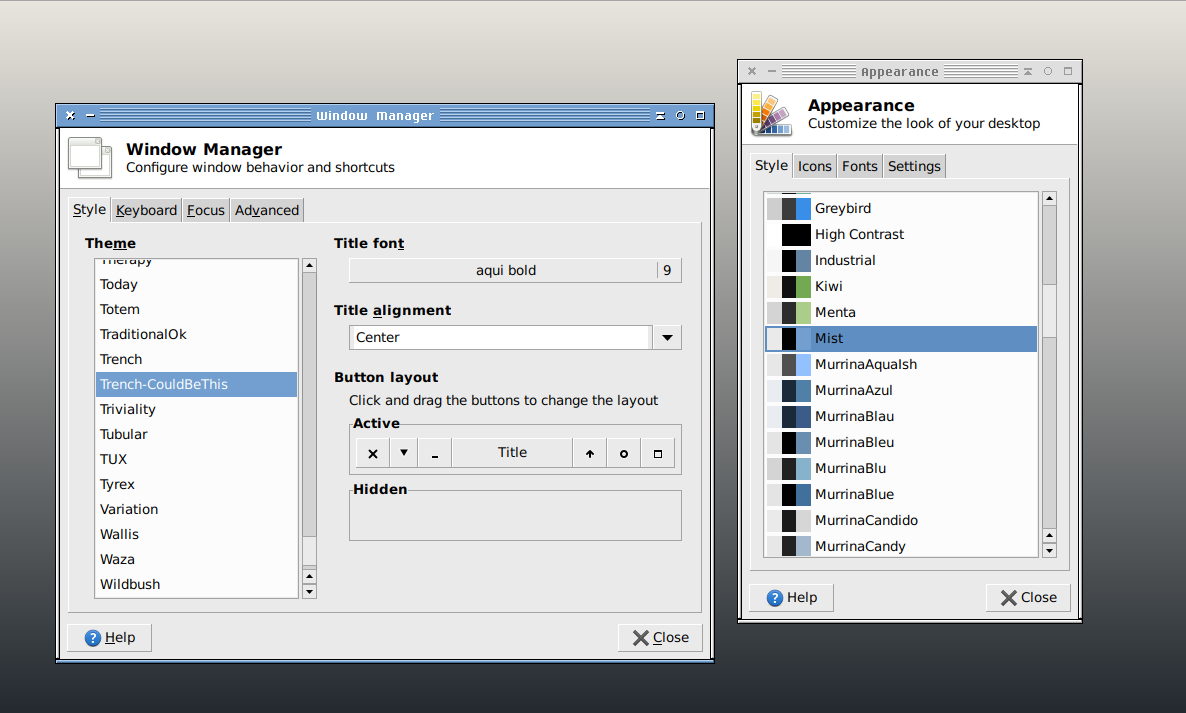 Window Manager
Window Manager
Configure window behavior and shortcuts
Style Keyboard Focus Advanced
Theme
Therapy
Today
Totem
TraditionalOk
Trench
Trench-CouldBeThis
Triviality
Tubular
TUX
Tyrex
Variation
Wallis
Waza
Wildbush
Title font
aqui bold 9
Title alignment
Center
Button layout
Click and drag the buttons to change the layout
Active
Title
Hidden
Help Close
Appearance
Appearance
Customize the look of your desktop
Style Icons Fonts Settings
Greybird
High Contrast
Industrial
Kiwi
Menta
Mist
MurrinaAquaIsh
MurrinaAzul
MurrinaBlau
MurrinaBleu
MurrinaBlu
MurrinaBlue
MurrinaCandido
MurrinaCandy
Help Close